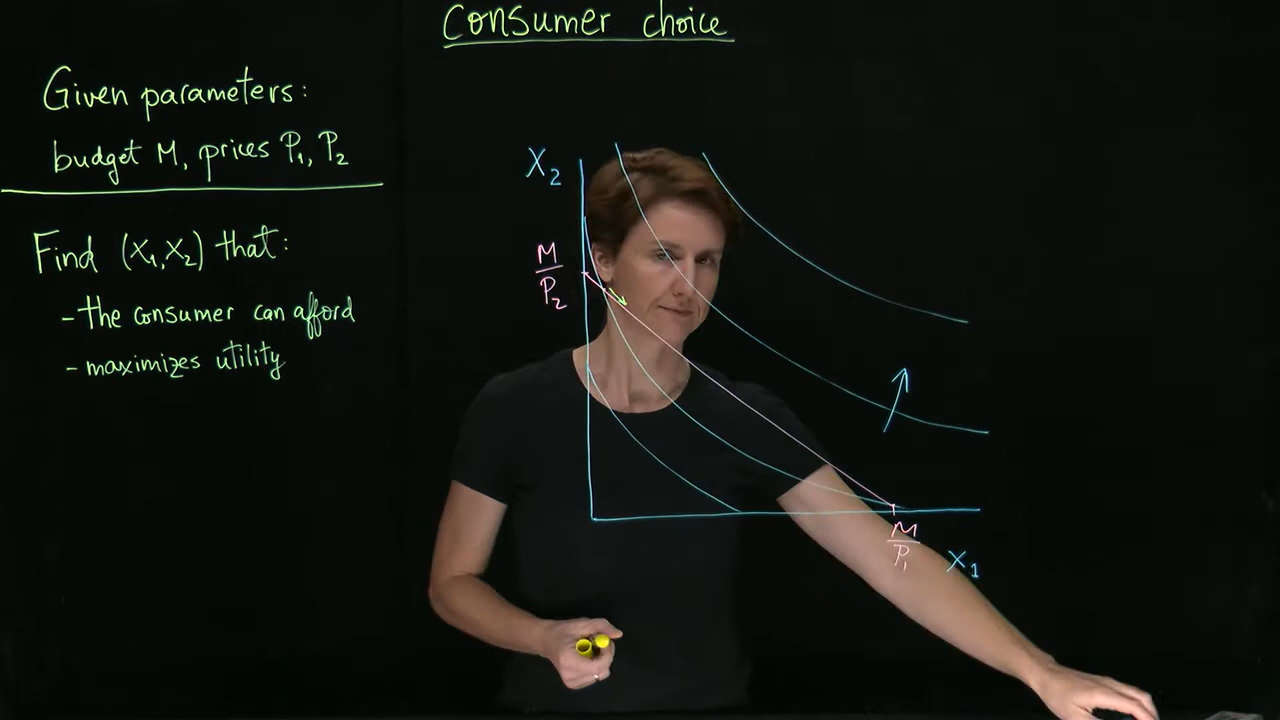 Consumer choice
Given parameters:
budget M, prices P₁, P₂
Find (X₁, X₂) that:
- the consumer can afford
- maximizes utility
X₂
M
P₂
M
P₁
X₁